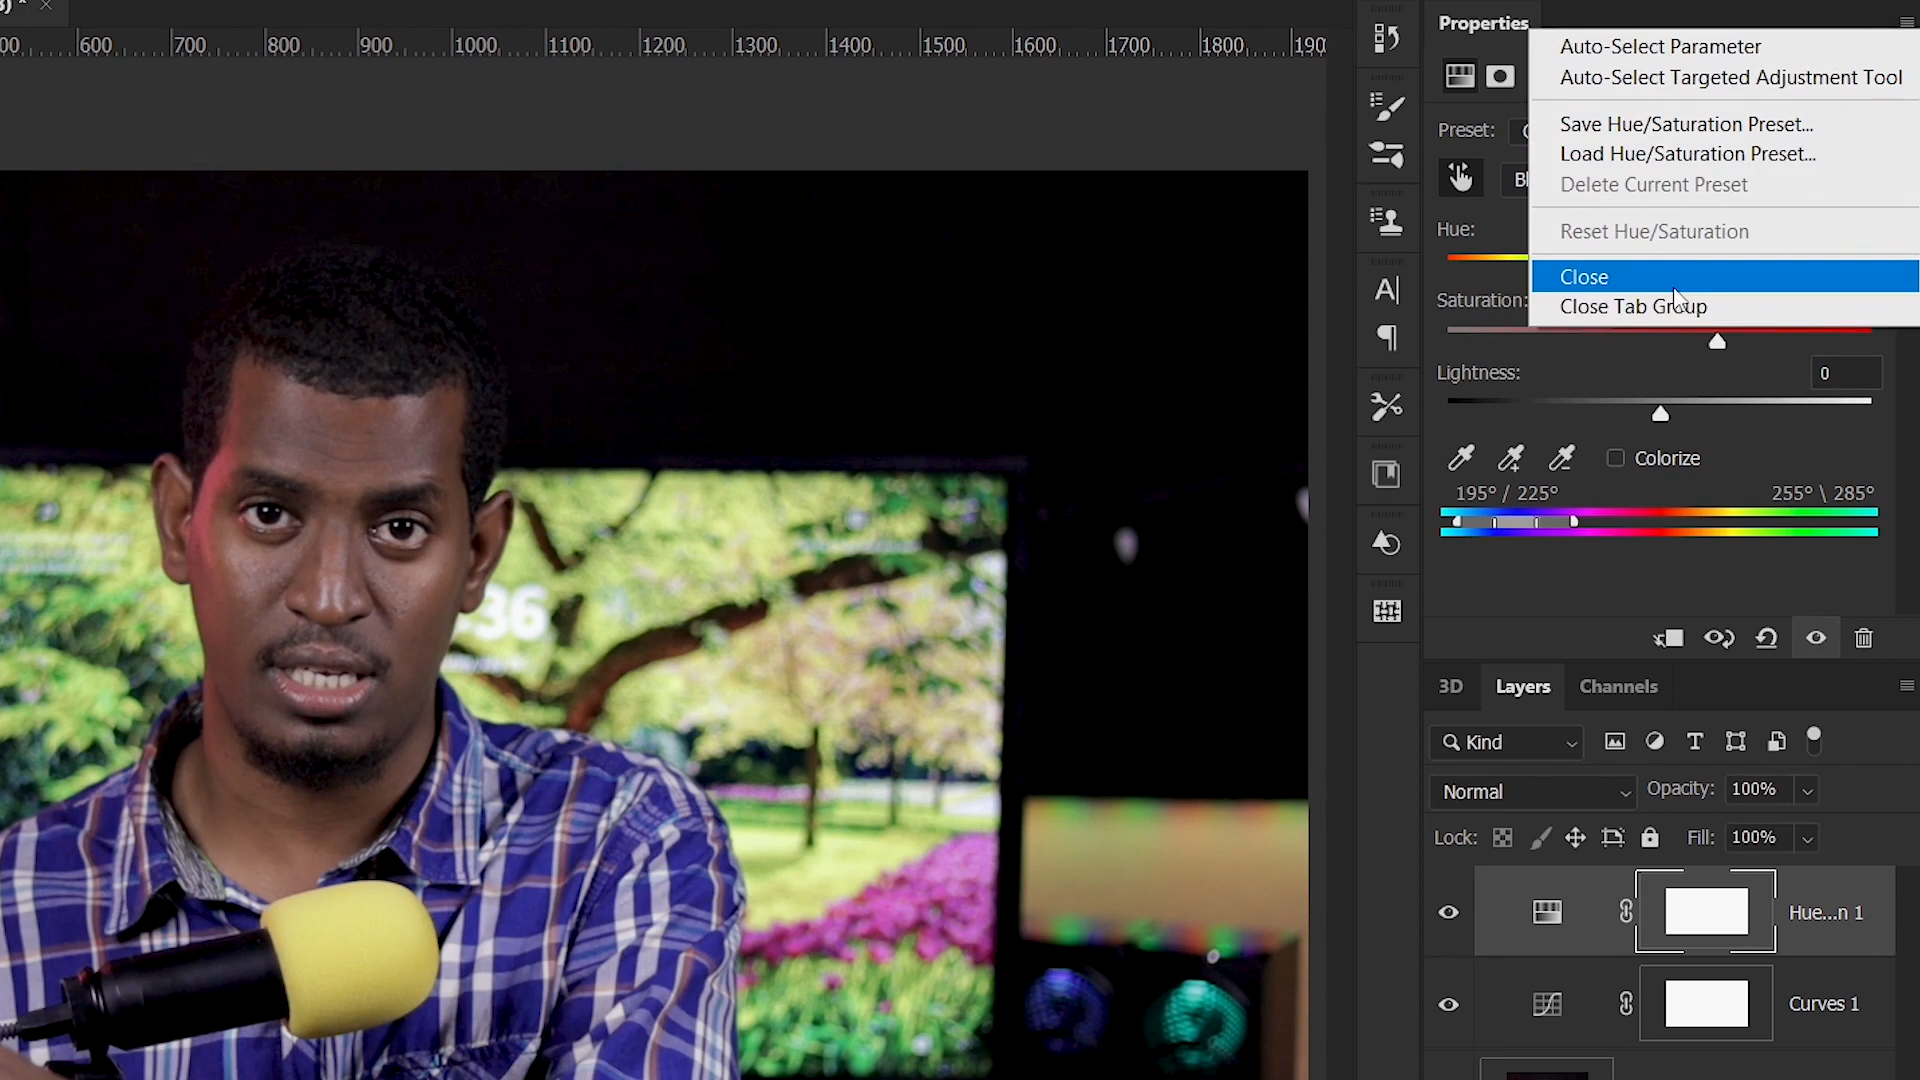 600 700 800 900 1000 1100 1200 1300 1400 1500 1600 1700 1800
Properties
Auto-Select Parameter
Auto-Select Targeted Adjustment Tool
Preset:
Save Hue/Saturation Preset...
Load Hue/Saturation Preset...
Delete Current Preset
Hue:
Reset Hue/Saturation
Close
Saturation:
Close Tab Group
Lightness:
0
Colorize
195° / 225°
255° \ 285°
36
3D Layers Channels
Kind
Normal
Opacity: 100%
Lock:
Fill: 100%
Hue...n 1
Curves 1